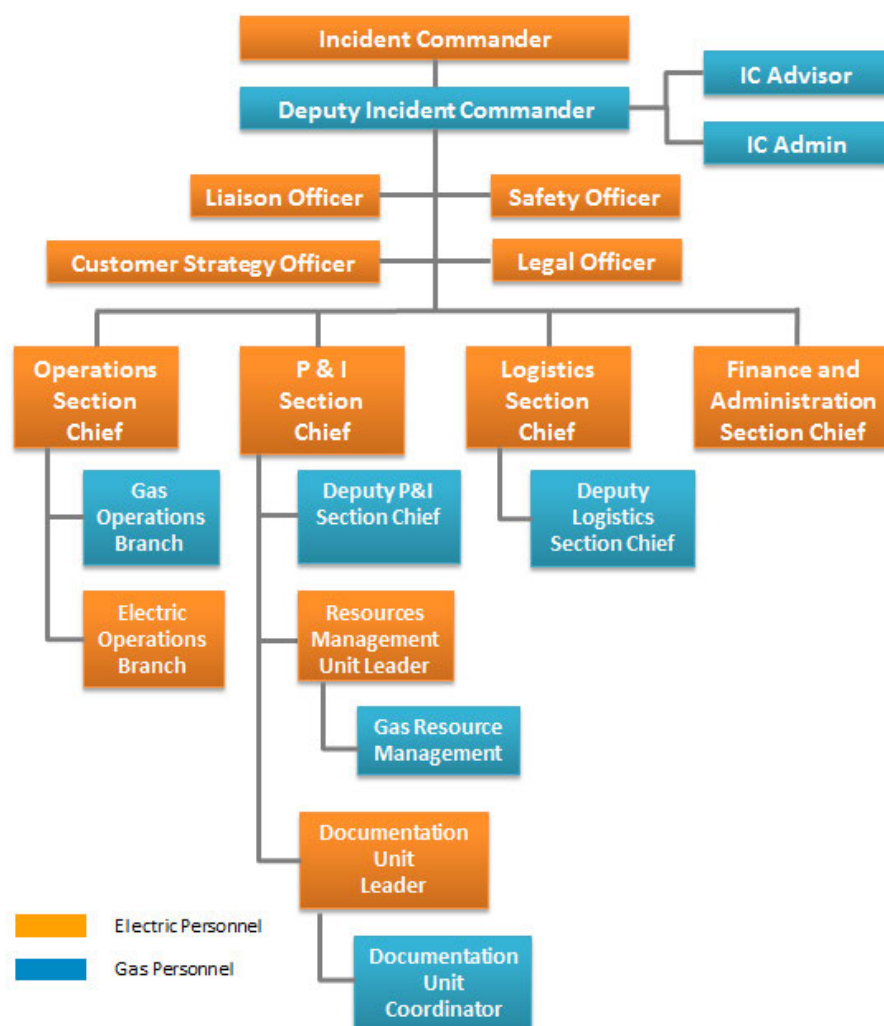 Incident Commander
Deputy Incident Commander
IC Advisor
IC Admin
Liaison Officer
Safety Officer
Customer Strategy Officer
Legal Officer
Operations
Section
Chief
P & I
Section
Chief
Logistics
Section
Chief
Finance and
Administration
Section Chief
Gas
Operations
Branch
Deputy P&I
Section Chief
Deputy
Logistics
Section Chief
Electric
Operations
Branch
Resources
Management
Unit Leader
Gas Resource
Management
Documentation
Unit
Leader
Documentation
Unit
Coordinator
Electric Personnel
Gas Personnel